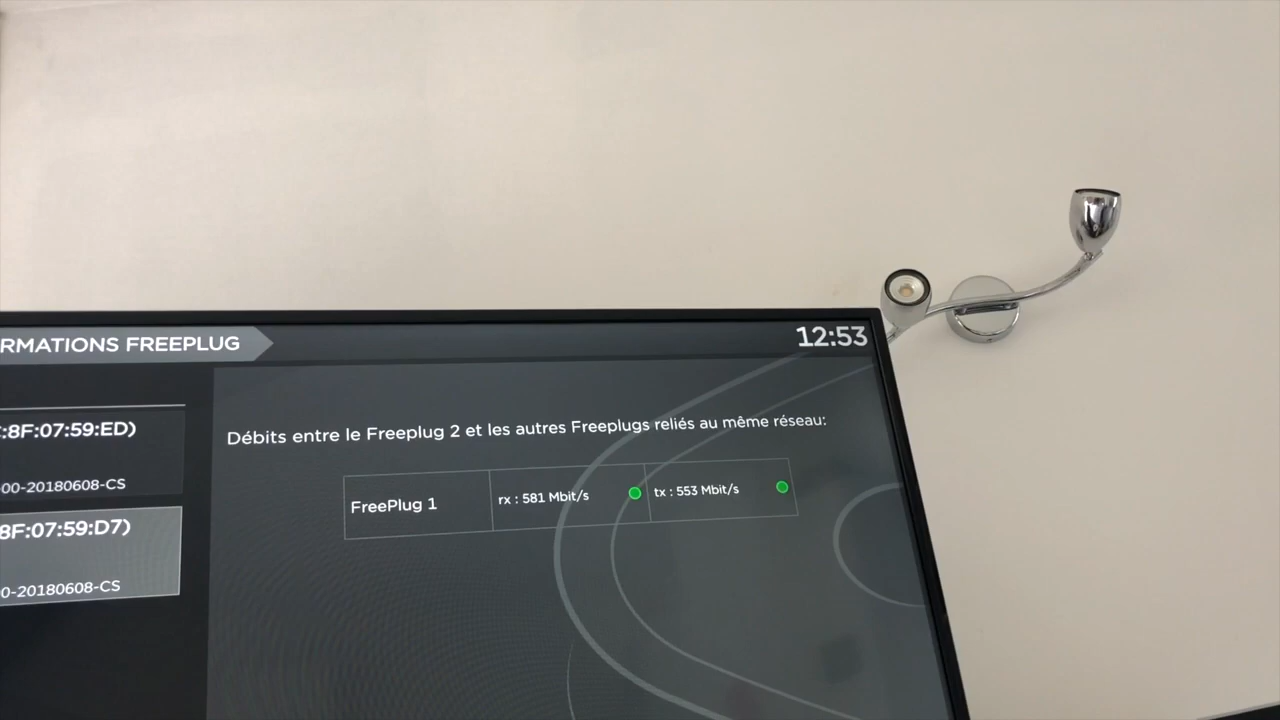 RMATIONS FREEPLUG
12:53
:8F:07:59:ED)
00-20180608-CS
8F:07:59:D7)
0-20180608-CS
Débits entre le Freeplug 2 et les autres Freeplugs reliés au même réseau:
FreePlug 1 rx : 581 Mbit/s tx : 553 Mbit/s